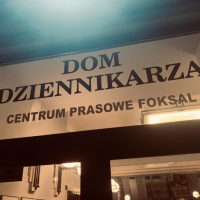 DOM
DZIENNIKARZA
CENTRUM PRASOWE FOKSAL